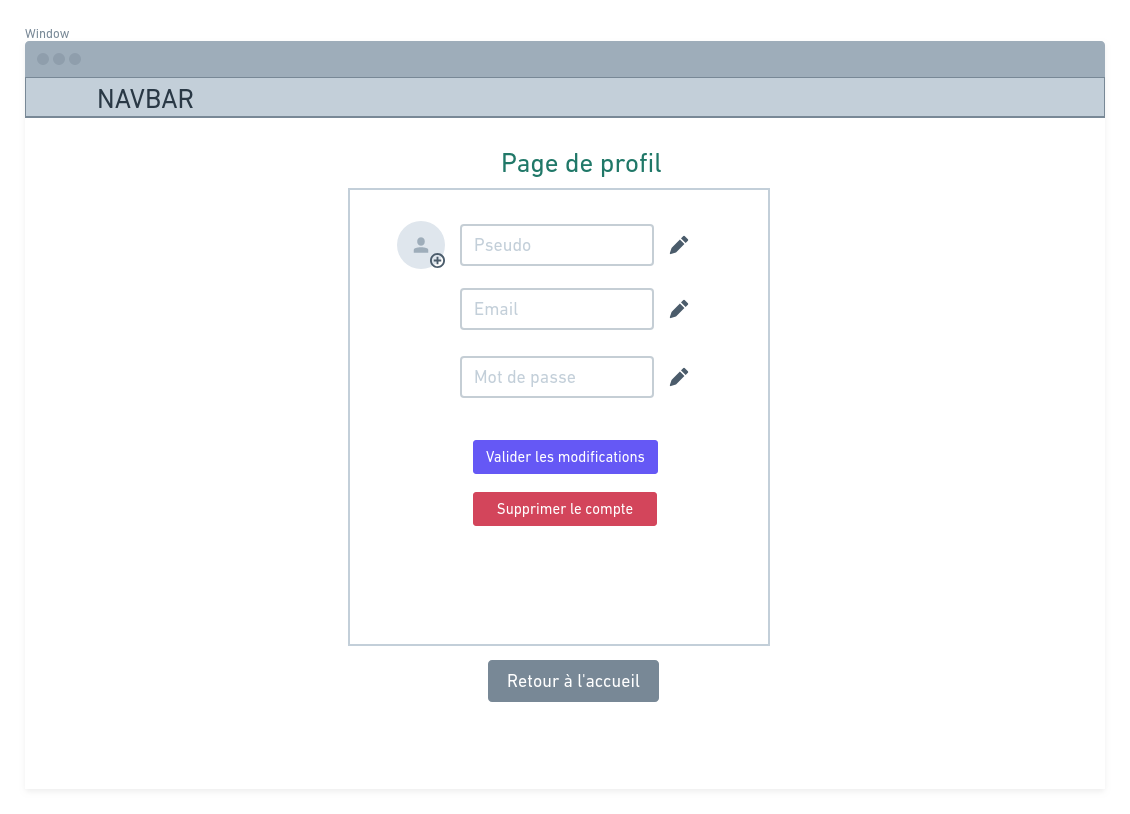 Window
NAVBAR
Page de profil
Pseudo
Email
Mot de passe
Valider les modifications
Supprimer le compte
Retour à l'accueil